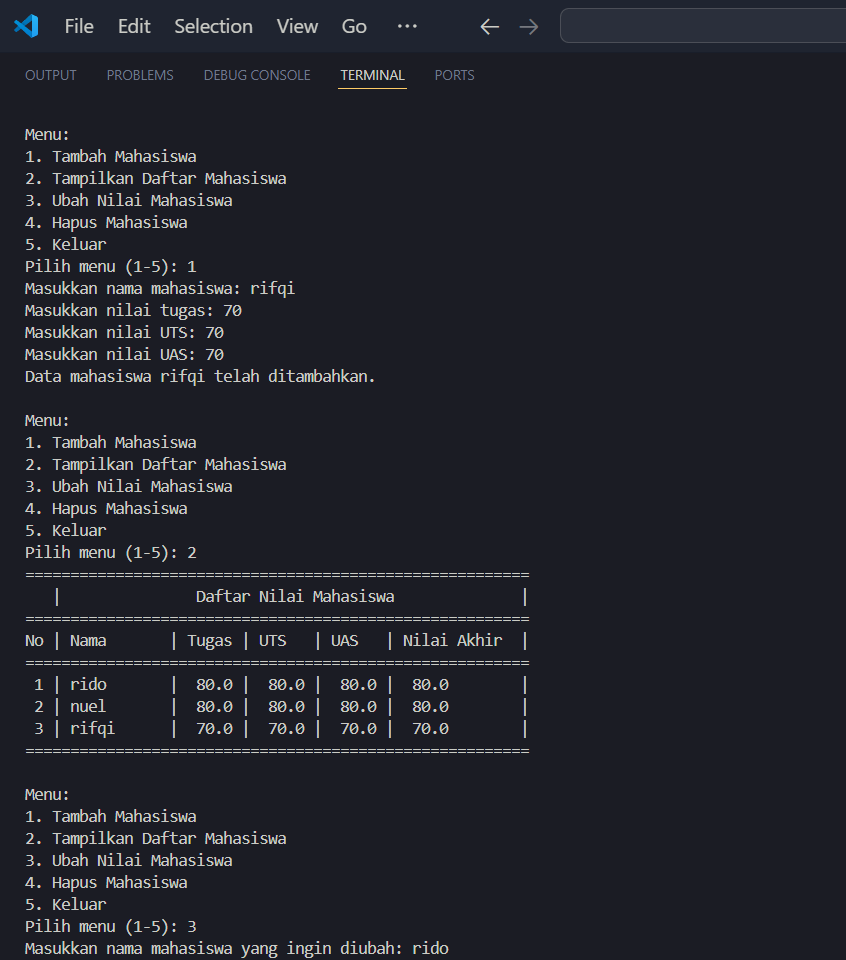 File Edit Selection View Go ...
OUTPUT PROBLEMS DEBUG CONSOLE TERMINAL PORTS
Menu:
1. Tambah Mahasiswa
2. Tampilkan Daftar Mahasiswa
3. Ubah Nilai Mahasiswa
4. Hapus Mahasiswa
5. Keluar
Pilih menu (1-5): 1
Masukkan nama mahasiswa: rifqi
Masukkan nilai tugas: 70
Masukkan nilai UTS: 70
Masukkan nilai UAS: 70
Data mahasiswa rifqi telah ditambahkan.
Menu:
1. Tambah Mahasiswa
2. Tampilkan Daftar Mahasiswa
3. Ubah Nilai Mahasiswa
4. Hapus Mahasiswa
5. Keluar
Pilih menu (1-5): 2
========================================================
   |               Daftar Nilai Mahasiswa              |
========================================================
No | Nama       | Tugas | UTS   | UAS   | Nilai Akhir  |
========================================================
 1 | rido       |  80.0 |  80.0 |  80.0 |  80.0        |
 2 | nuel       |  80.0 |  80.0 |  80.0 |  80.0        |
 3 | rifqi      |  70.0 |  70.0 |  70.0 |  70.0        |
========================================================
Menu:
1. Tambah Mahasiswa
2. Tampilkan Daftar Mahasiswa
3. Ubah Nilai Mahasiswa
4. Hapus Mahasiswa
5. Keluar
Pilih menu (1-5): 3
Masukkan nama mahasiswa yang ingin diubah: rido